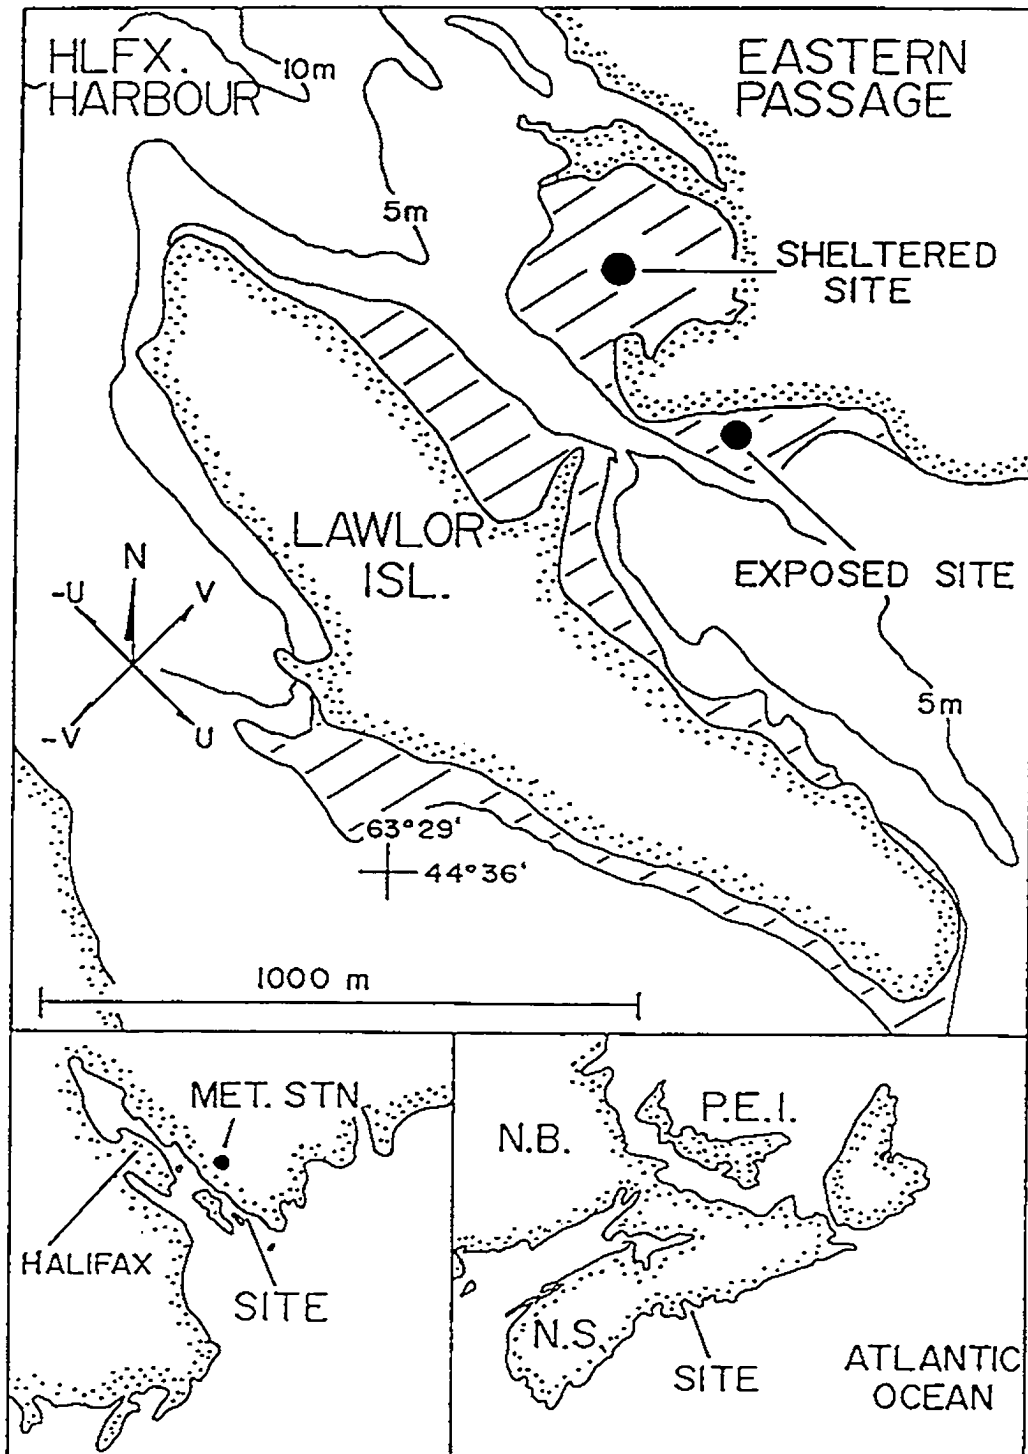 HLFX.
HARBOUR
10m
EASTERN
PASSAGE
5m
SHELTERED
SITE
LAWLOR
ISL.
EXPOSED SITE
N
-U
V
-V
U
5m
63°29'
44°36'
1000 m
MET. STN.
HALIFAX
SITE
N.B.
P.E.I.
N.S.
SITE
ATLANTIC
OCEAN